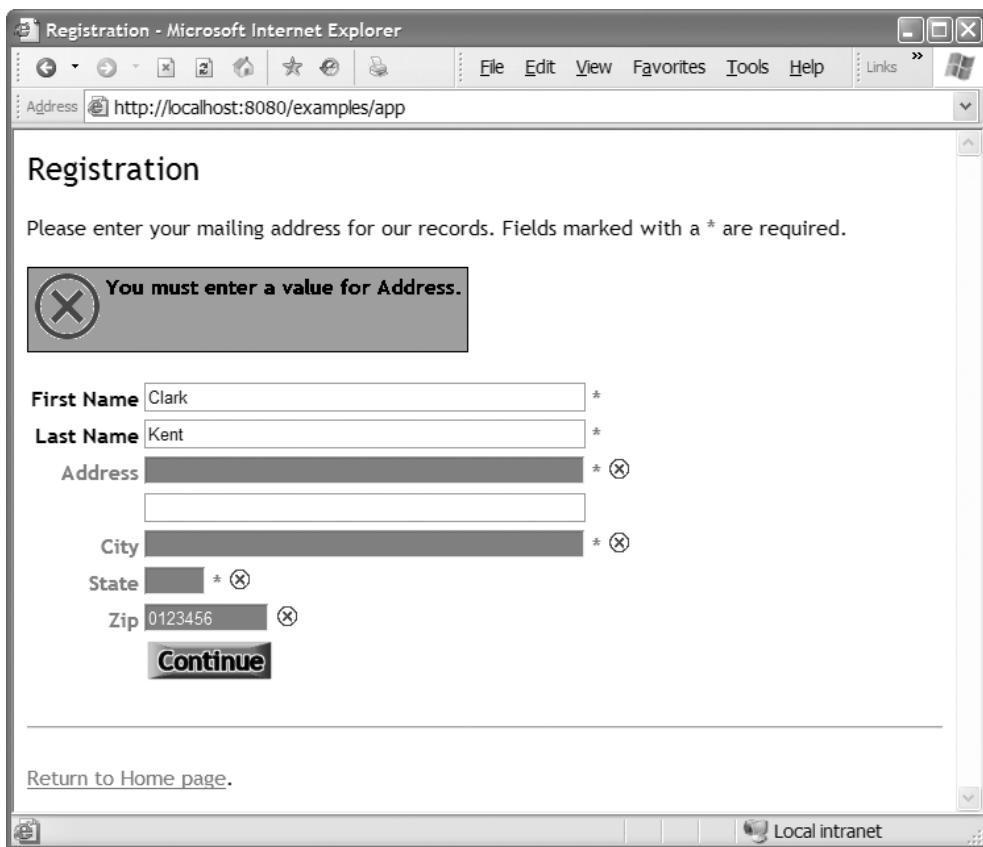 Registration - Microsoft Internet Explorer
File Edit View Favorites Tools Help Links »
Address http://localhost:8080/examples/app
Registration
Please enter your mailing address for our records. Fields marked with a * are required.
You must enter a value for Address.
First Name Clark *
Last Name Kent *
Address *
City *
State *
Zip 0123456
Continue
Return to Home page.
Local intranet